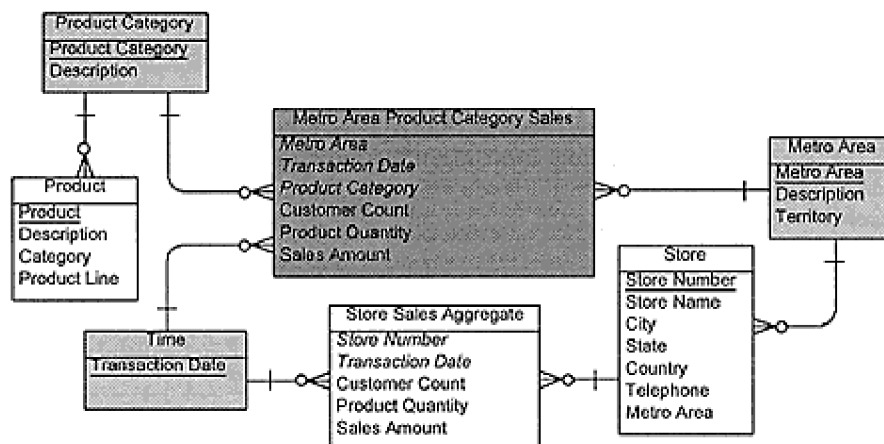 Product Category
Product Category
Description
Metro Area Product Category Sales
Metro Area
Transaction Date
Product Category
Customer Count
Product Quantity
Sales Amount
Metro Area
Metro Area
Description
Territory
Product
Product
Description
Category
Product Line
Store
Store Number
Store Name
City
State
Country
Telephone
Metro Area
Time
Transaction Date
Store Sales Aggregate
Store Number
Transaction Date
Customer Count
Product Quantity
Sales Amount